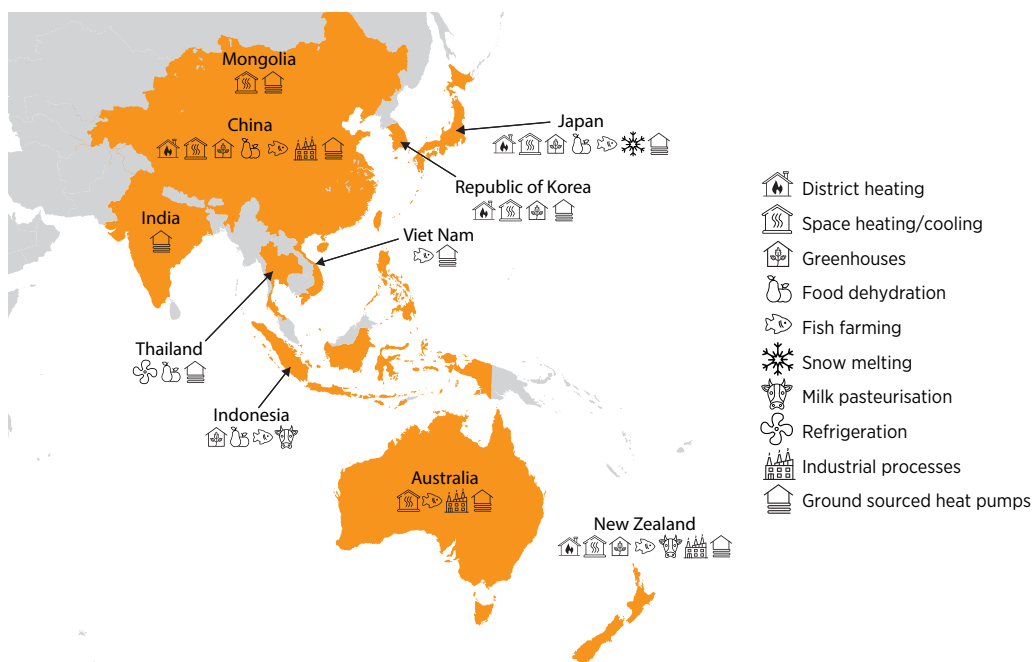 Mongolia
China
Japan
Republic of Korea
India
Viet Nam
Thailand
Indonesia
Australia
New Zealand
District heating
Space heating/cooling
Greenhouses
Food dehydration
Fish farming
Snow melting
Milk pasteurisation
Refrigeration
Industrial processes
Ground sourced heat pumps